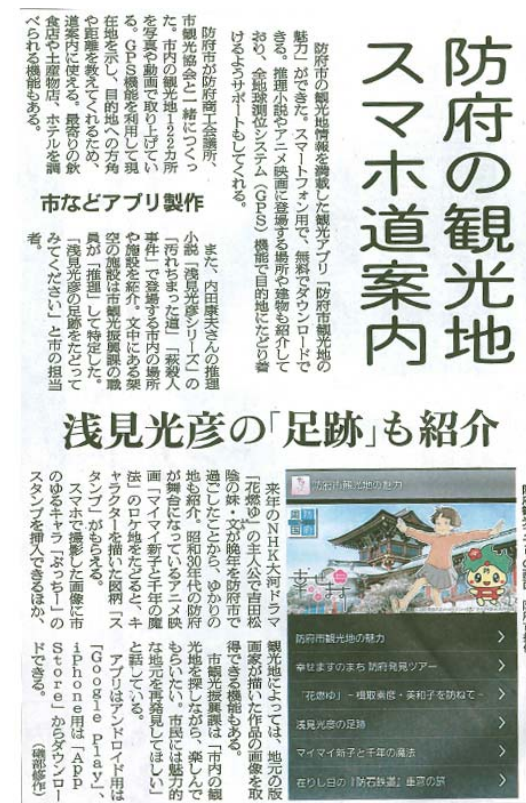 防府の観光地
スマホ道案内
防府市の観光地情報を満載した観光アプリ「防府市観光地の
魅力」ができた。スマートフォン用で、無料でダウンロードで
きる。推理小説やアニメ映画に登場する場所や建物も紹介して
おり、全地球測位システム(GPS)機能で目的地にたどり着
けるようサポートもしてくれる。
市などアプリ製作
防府市が防府商工会議所、
市観光協会と一緒につくっ
た。市内の観光地122カ所
を写真や動画で取り上げてい
る。GPS機能を利用して現
在地を示し、目的地への方角
や距離を教えてくれるため、
道案内に使える。最寄りの飲
食店や土産物店、ホテルを調
べられる機能もある。
また、内田康夫さんの推理
小説「浅見光彦シリーズ」の
「汚れちまった道」「萩殺人
事件」で登場する市内の場所
や施設を紹介。文中にある架
空の施設は市観光振興課の職
員が「推理」して特定した。
「浅見光彦の足跡をたどって
みてください」と市の担当
者。
浅見光彦の「足跡」も紹介
来年のNHK大河ドラマ
「花燃ゆ」の主人公で吉田松
陰の妹・文が晩年を防府市で
過ごしたことから、ゆかりの
地も紹介。昭和30年代の防府
が舞台になっているアニメ映
画「マイマイ新子と千年の魔
法」のロケ地をたどると、キ
ャラクターを描いた図柄「ス
タンプ」がもらえる。
スマホで撮影した画像に市
のゆるキャラ「ぶっちー」の
スタンプを挿入できるほか、
観光地によっては、地元の版
画家が描いた作品の画像を取
得できる機能もある。
市観光振興課は「市内の観
光地を探しながら、楽しんで
もらいたい。市民には魅力的
な地元を再発見してほしい」
と話している。
アプリはアンドロイド用は
「Google Play」、
iPhone用は「App
Store」からダウンロー
ドできる。
(磯部修作)
防府市観光地の魅力
幸せます
防府市観光地の魅力
幸せますのまち 防府発見ツアー
「花燃ゆ」-楫取素彦・美和子を訪ねて-
浅見光彦の足跡
マイマイ新子と千年の魔法
在りし日の『防石鉄道』重宮の旅